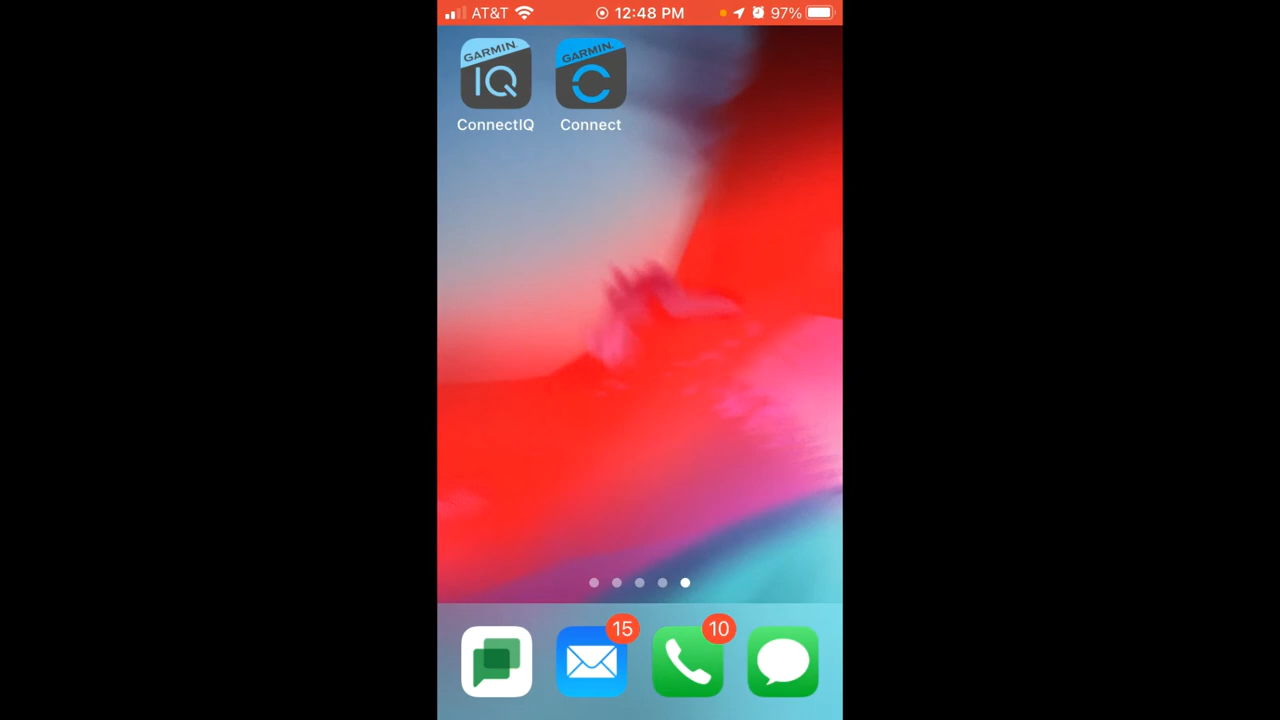 AT&T 12:48 PM 97%
GARMIN. GARMIN.
IQ C
ConnectIQ Connect
15 10